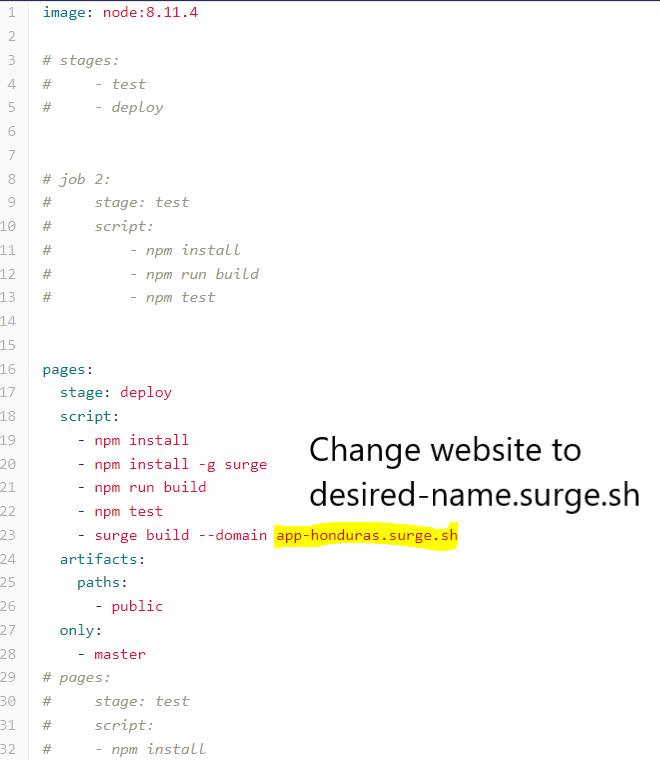 1 image: node:8.11.4
2
3 # stages:
4 #     - test
5 #     - deploy
6
7
8 # job 2:
9 #     stage: test
10 #     script:
11 #         - npm install
12 #         - npm run build
13 #         - npm test
14
15
16 pages:
17   stage: deploy
18   script:
19     - npm install
20     - npm install -g surge
21     - npm run build
22     - npm test
23     - surge build --domain app-honduras.surge.sh
Change website to
desired-name.surge.sh
24   artifacts:
25     paths:
26       - public
27   only:
28     - master
29 # pages:
30 #     stage: test
31 #     script:
32 #     - npm install